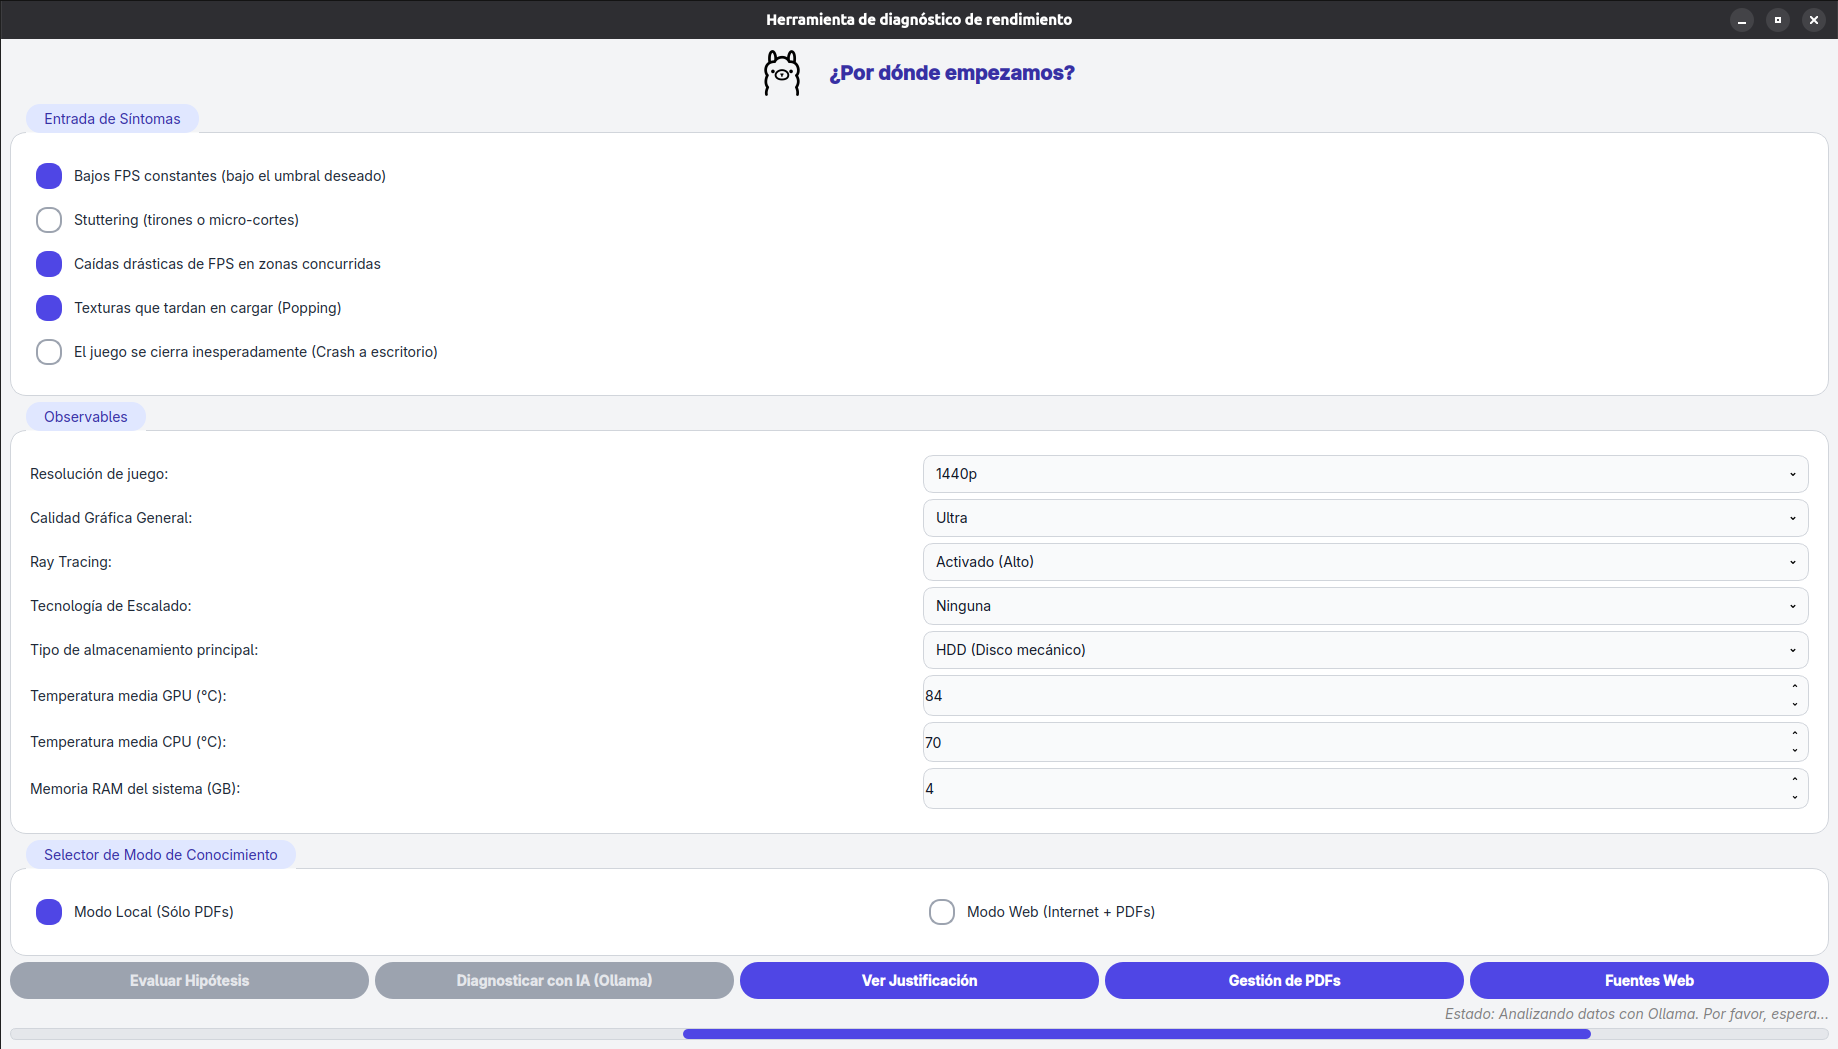 Herramienta de diagnóstico de rendimiento
¿Por dónde empezamos?
Entrada de Síntomas
Bajos FPS constantes (bajo el umbral deseado)
Stuttering (tirones o micro-cortes)
Caídas drásticas de FPS en zonas concurridas
Texturas que tardan en cargar (Popping)
El juego se cierra inesperadamente (Crash a escritorio)
Observables
Resolución de juego: 1440p
Calidad Gráfica General: Ultra
Ray Tracing: Activado (Alto)
Tecnología de Escalado: Ninguna
Tipo de almacenamiento principal: HDD (Disco mecánico)
Temperatura media GPU (°C): 84
Temperatura media CPU (°C): 70
Memoria RAM del sistema (GB): 4
Selector de Modo de Conocimiento
Modo Local (Sólo PDFs) Modo Web (Internet + PDFs)
Evaluar Hipótesis Diagnosticar con IA (Ollama) Ver Justificación Gestión de PDFs Fuentes Web
Estado: Analizando datos con Ollama. Por favor, espera...